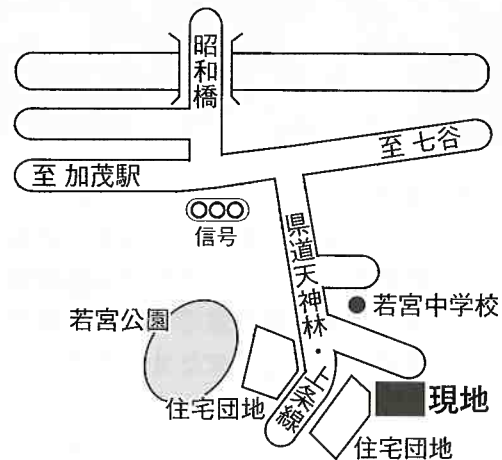 昭和橋
至 七谷
至 加茂駅
信号
県道天神林・上条線
若宮中学校
若宮公園
現地
住宅団地
住宅団地